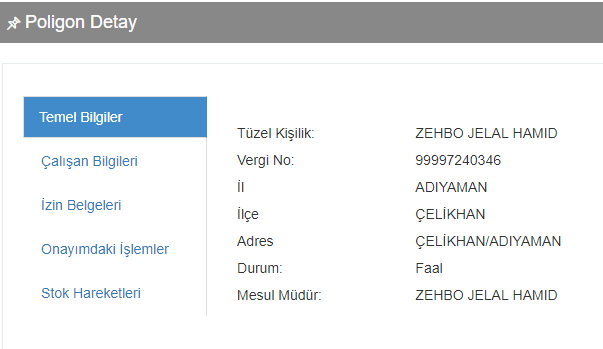 Poligon Detay
Temel Bilgiler
Çalışan Bilgileri
İzin Belgeleri
Onayımdaki İşlemler
Stok Hareketleri
Tüzel Kişilik: ZEHBO JELAL HAMID
Vergi No: 99997240346
İl ADIYAMAN
İlçe ÇELİKHAN
Adres ÇELİKHAN/ADIYAMAN
Durum: Faal
Mesul Müdür: ZEHBO JELAL HAMID